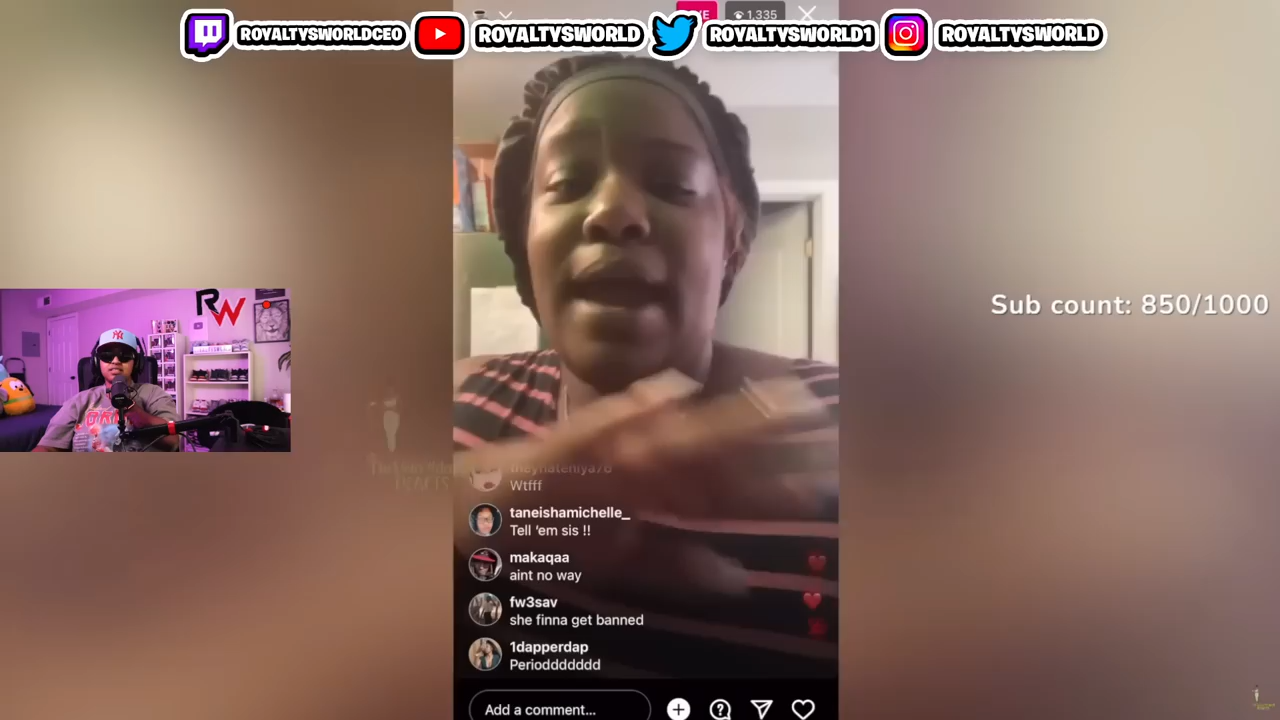 ROYALTYSWORLDCEO
ROYALTYSWORLD
ROYALTYSWORLD1
ROYALTYSWORLD
1,335
RW
Sub count: 850/1000
Wtfff
taneishamichelle_
Tell ‘em sis !!
makaqaa
aint no way
fw3sav
she finna get banned
1dapperdap
Perioddddddd
Add a comment...